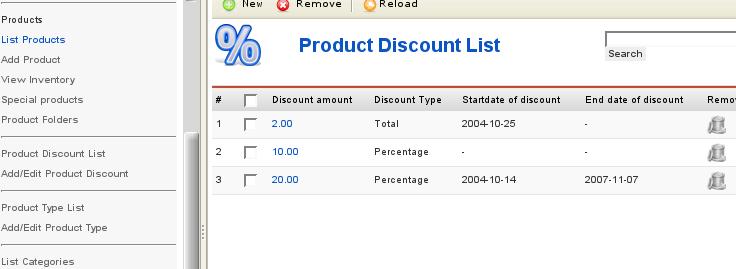 Products
List Products
Add Product
View Inventory
Special products
Product Folders
Product Discount List
Add/Edit Product Discount
Product Type List
Add/Edit Product Type
List Categories
New Remove Reload
% Product Discount List
Search
# Discount amount Discount Type Startdate of discount End date of discount Remo
1 2.00 Total 2004-10-25 -
2 10.00 Percentage - -
3 20.00 Percentage 2004-10-14 2007-11-07